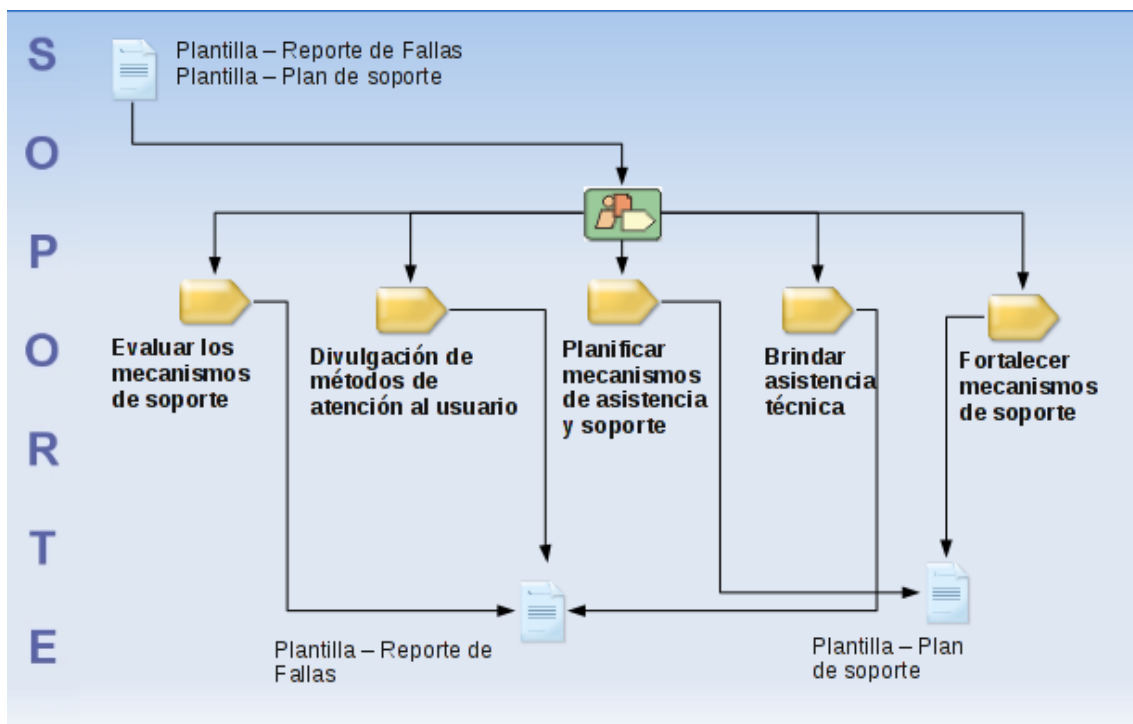 S
O
P
O
R
T
E
Plantilla – Reporte de Fallas
Plantilla – Plan de soporte
Evaluar los
mecanismos
de soporte
Divulgación de
métodos de
atención al usuario
Planificar
mecanismos
de asistencia
y soporte
Brindar
asistencia
técnica
Fortalecer
mecanismos
de soporte
Plantilla – Reporte de
Fallas
Plantilla – Plan
de soporte